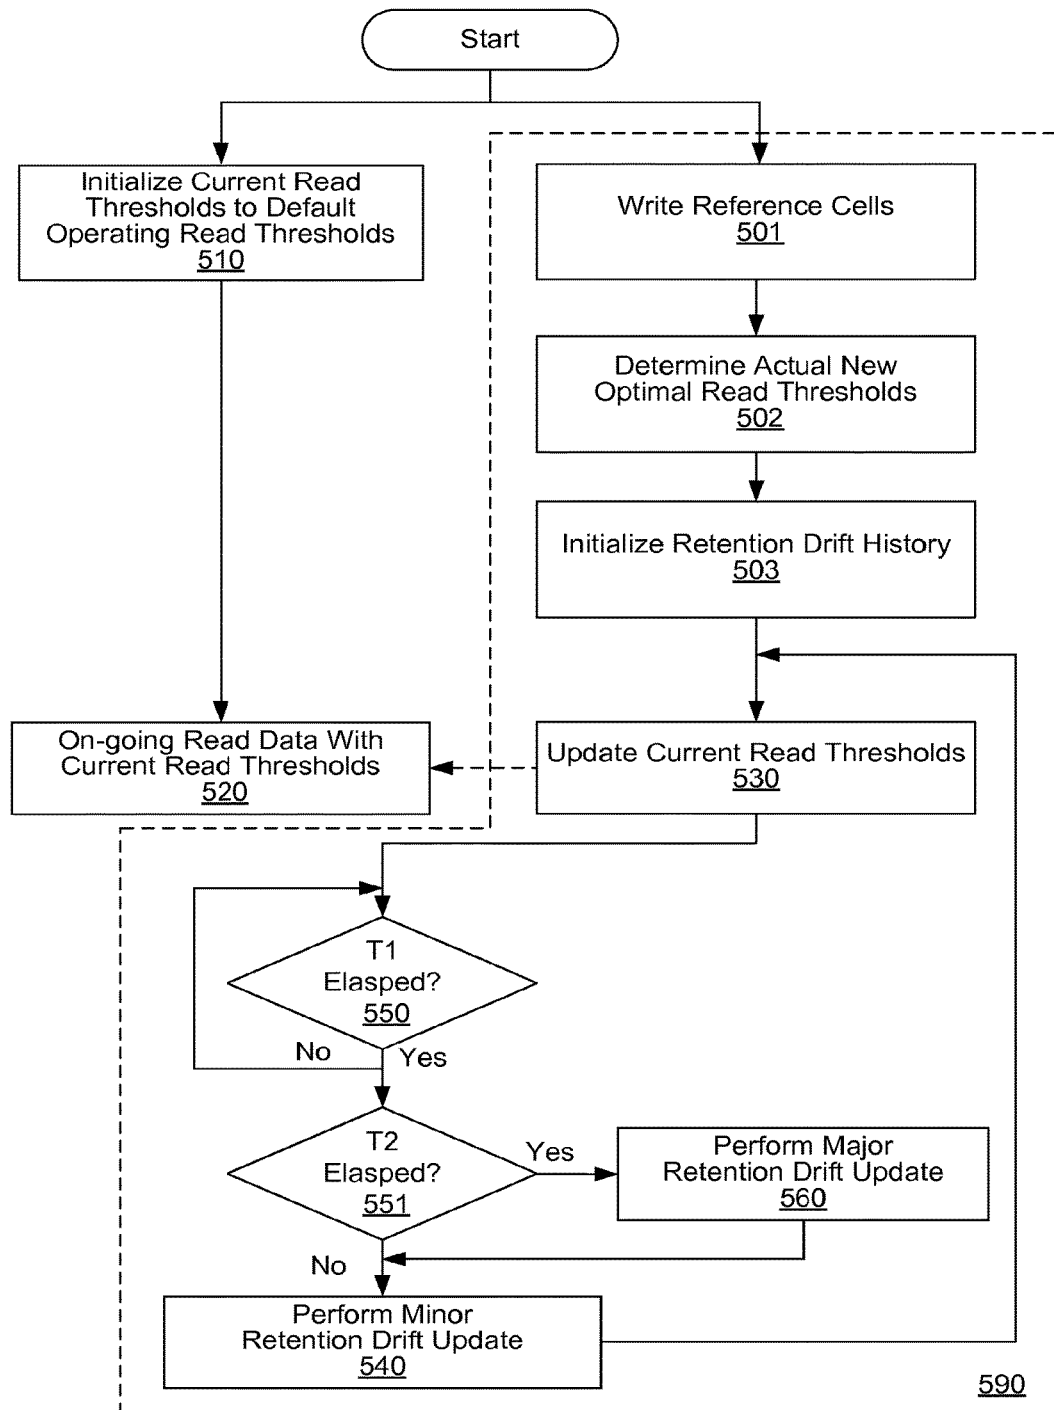 Start
Initialize Current Read
Thresholds to Default
Operating Read Thresholds
510
Write Reference Cells
501
Determine Actual New
Optimal Read Thresholds
502
Initialize Retention Drift History
503
On-going Read Data With
Current Read Thresholds
520
Update Current Read Thresholds
530
T1
Elasped?
550
No
Yes
T2
Elasped?
551
Yes
Perform Major
Retention Drift Update
560
No
Perform Minor
Retention Drift Update
540
590